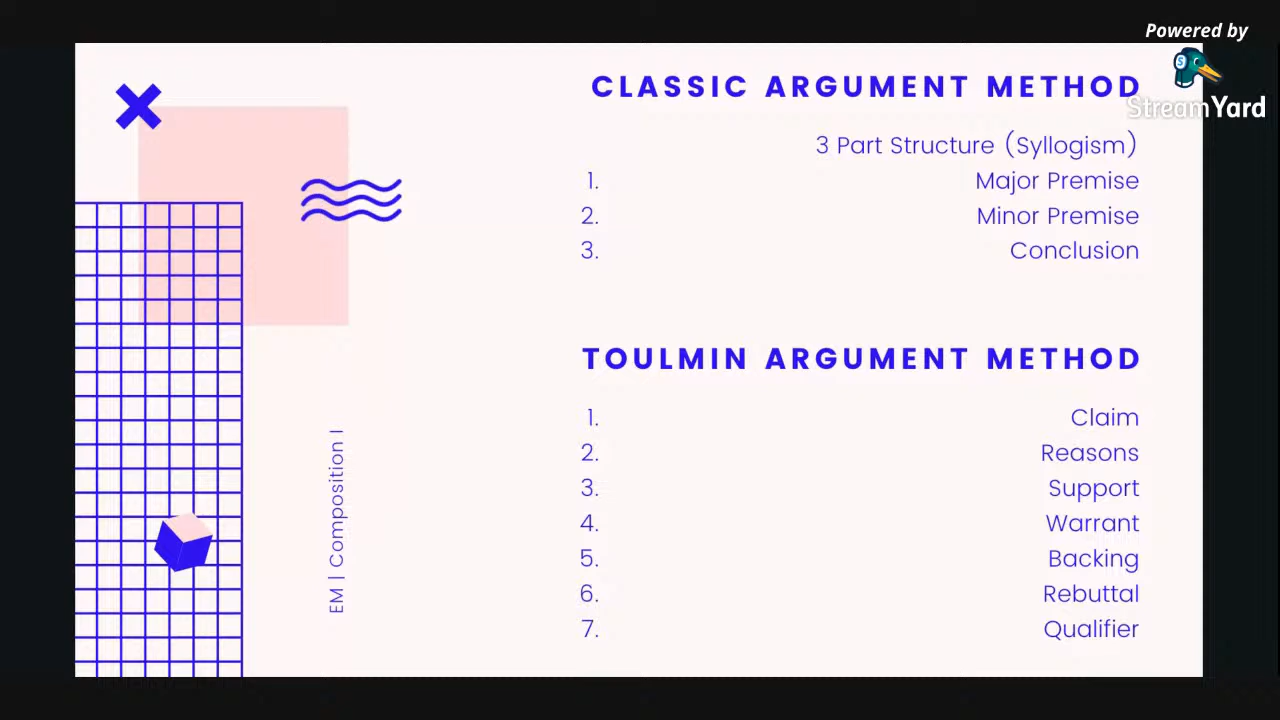 Powered by
StreamYard
CLASSIC ARGUMENT METHOD
3 Part Structure (Syllogism)
1. Major Premise
2. Minor Premise
3. Conclusion
TOULMIN ARGUMENT METHOD
1. Claim
2. Reasons
3. Support
4. Warrant
5. Backing
6. Rebuttal
7. Qualifier
EM | Composition I